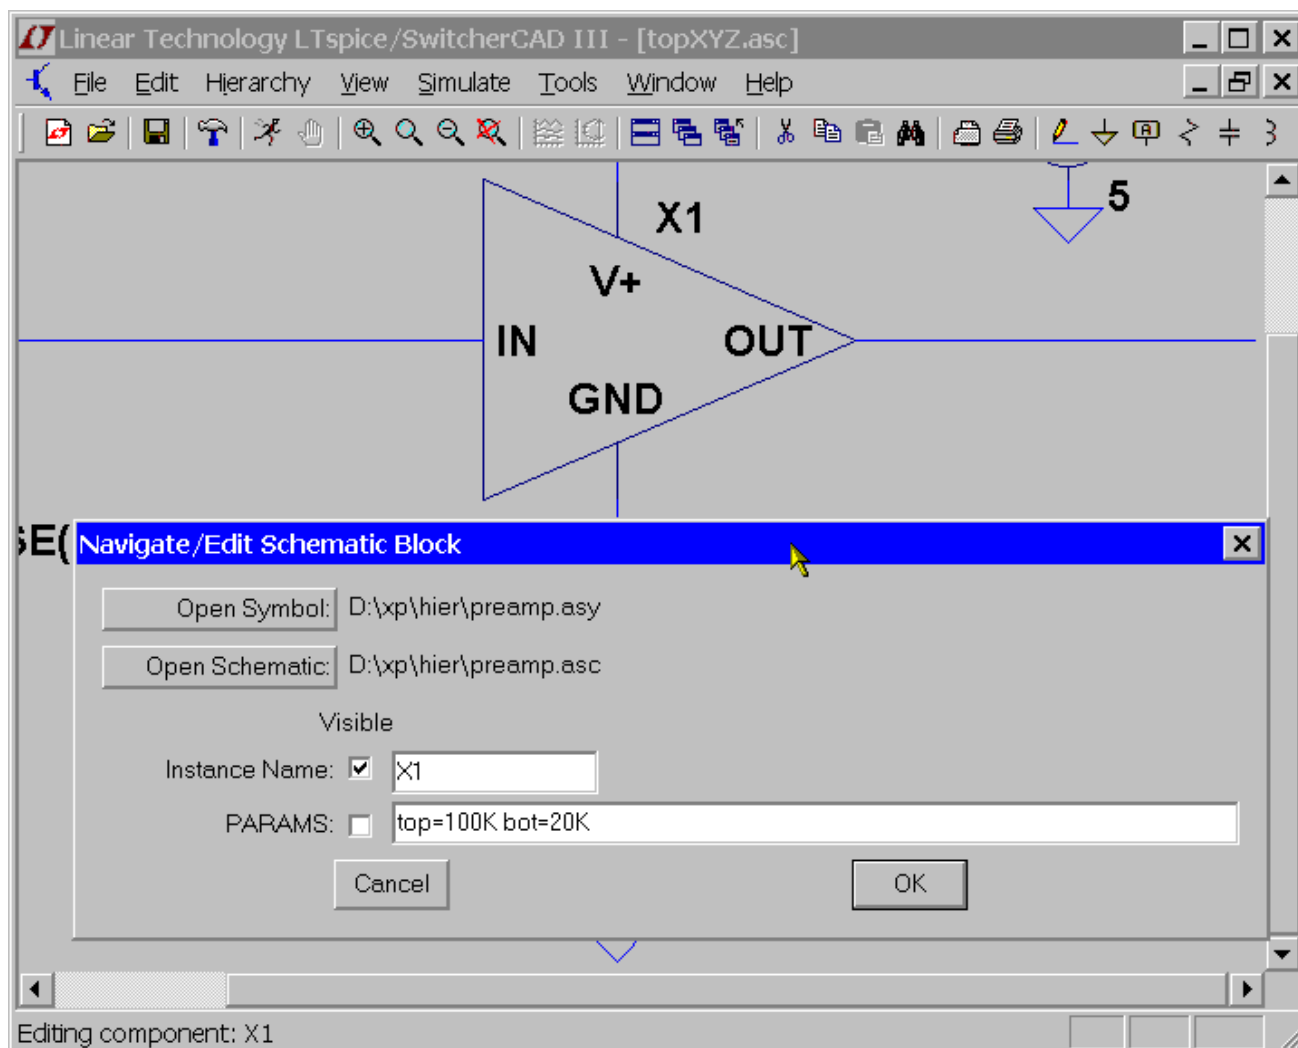 Linear Technology LTspice/SwitcherCAD III - [topXYZ.asc]
File Edit Hierarchy View Simulate Tools Window Help
5
X1
V+
IN OUT
GND
SE(
Navigate/Edit Schematic Block
Open Symbol: D:\xp\hier\preamp.asy
Open Schematic: D:\xp\hier\preamp.asc
Visible
Instance Name: X1
PARAMS: top=100K bot=20K
Cancel OK
Editing component: X1